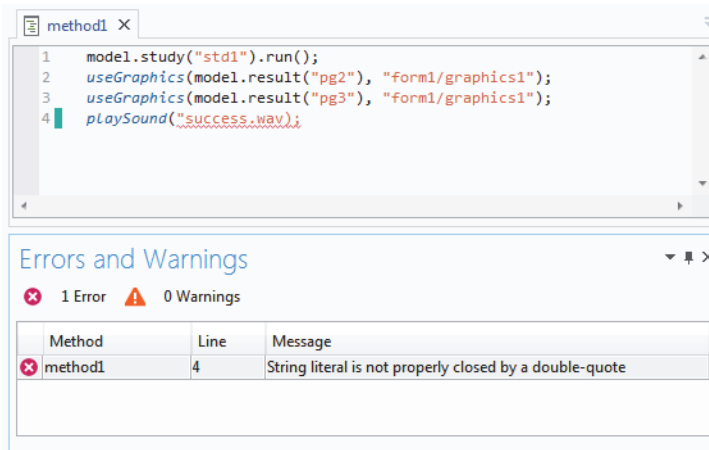 method1
1 model.study("std1").run();
2 useGraphics(model.result("pg2"), "form1/graphics1");
3 useGraphics(model.result("pg3"), "form1/graphics1");
4 playSound("success.wav);
Errors and Warnings
1 Error 0 Warnings
Method Line Message
method1 4 String literal is not properly closed by a double-quote